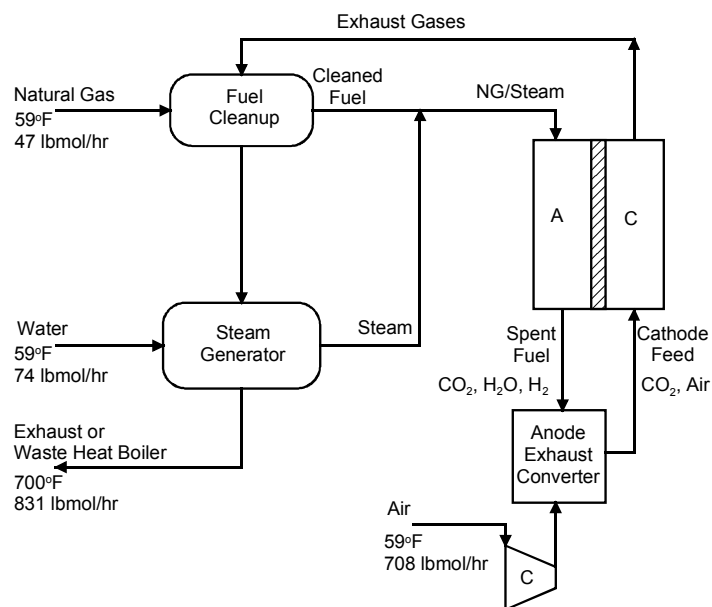 Exhaust Gases
Natural Gas
59°F
47 lbmol/hr
Fuel
Cleanup
Cleaned
Fuel
NG/Steam
A
C
Water
59°F
74 lbmol/hr
Steam
Generator
Steam
Spent
Fuel
CO₂, H₂O, H₂
Cathode
Feed
CO₂, Air
Exhaust or
Waste Heat Boiler
700°F
831 lbmol/hr
Anode
Exhaust
Converter
Air
59°F
708 lbmol/hr
C